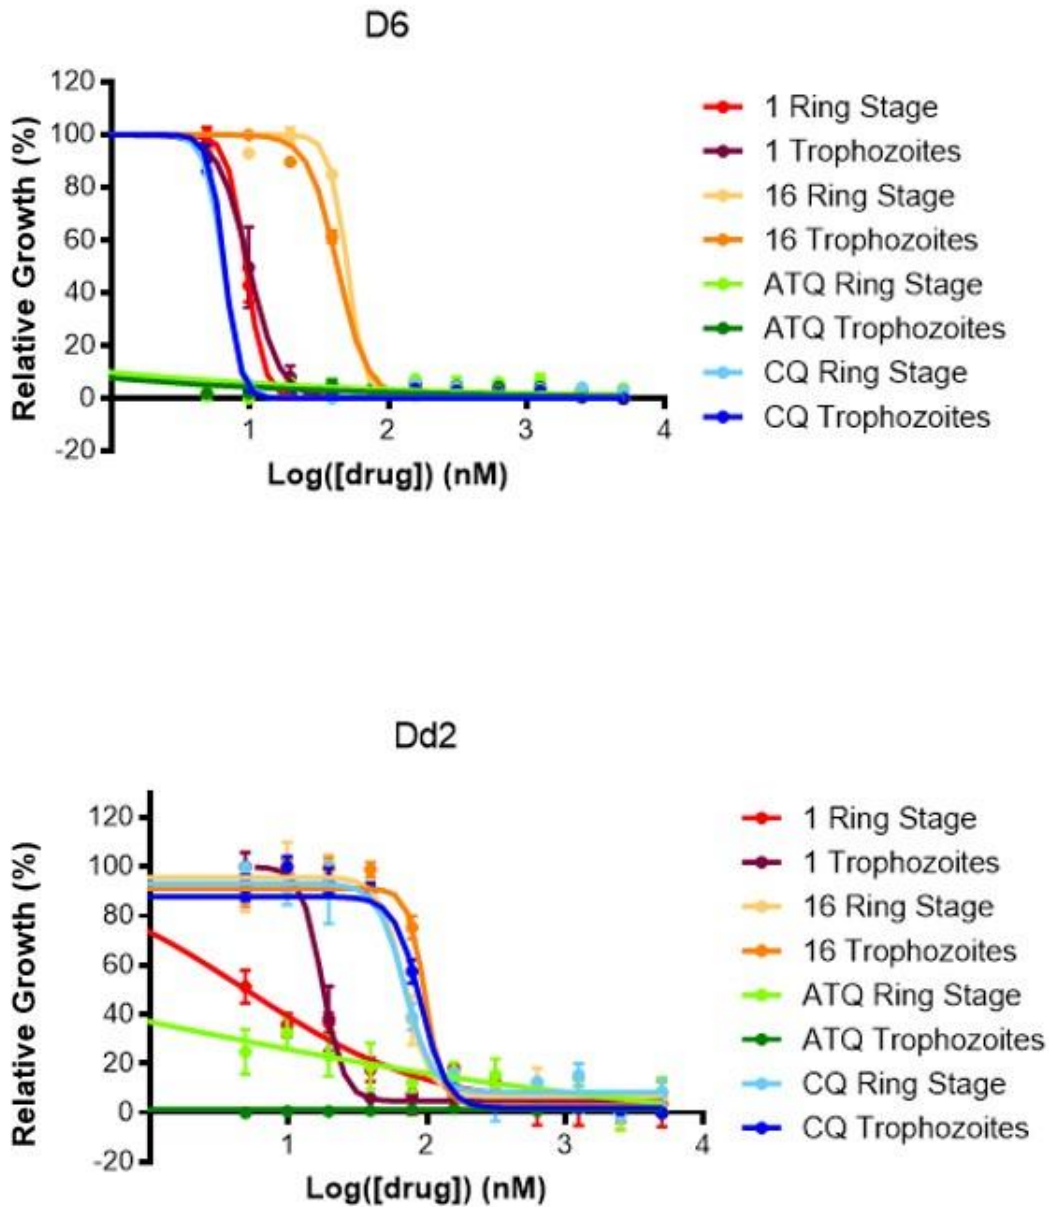 D6
Relative Growth (%)
120
100
80
60
40
20
0
-20
1 2 3 4
Log([drug]) (nM)
1 Ring Stage
1 Trophozoites
16 Ring Stage
16 Trophozoites
ATQ Ring Stage
ATQ Trophozoites
CQ Ring Stage
CQ Trophozoites
Dd2
Relative Growth (%)
120
100
80
60
40
20
0
-20
1 2 3 4
Log([drug]) (nM)
1 Ring Stage
1 Trophozoites
16 Ring Stage
16 Trophozoites
ATQ Ring Stage
ATQ Trophozoites
CQ Ring Stage
CQ Trophozoites